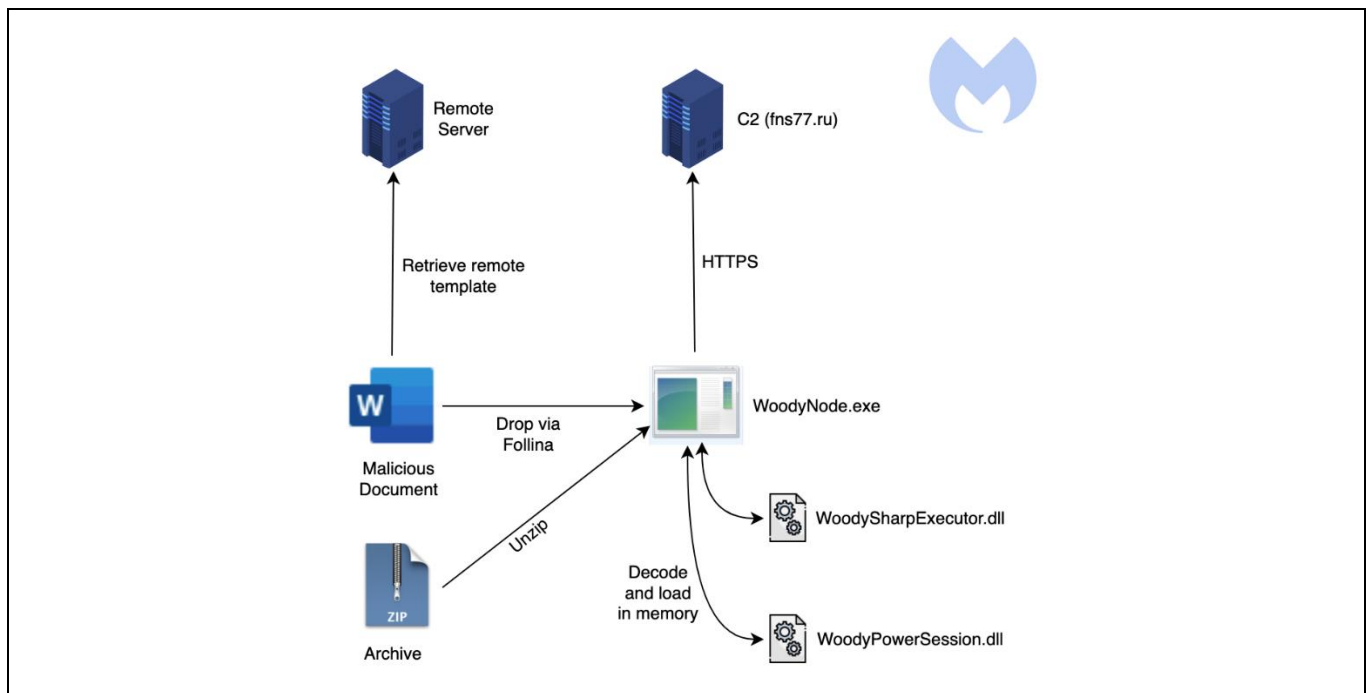 Remote
Server
C2 (fns77.ru)
Retrieve remote
template
HTTPS
W
Drop via
Follina
WoodyNode.exe
Malicious
Document
Unzip
WoodySharpExecutor.dll
Decode
and load
in memory
ZIP
WoodyPowerSession.dll
Archive